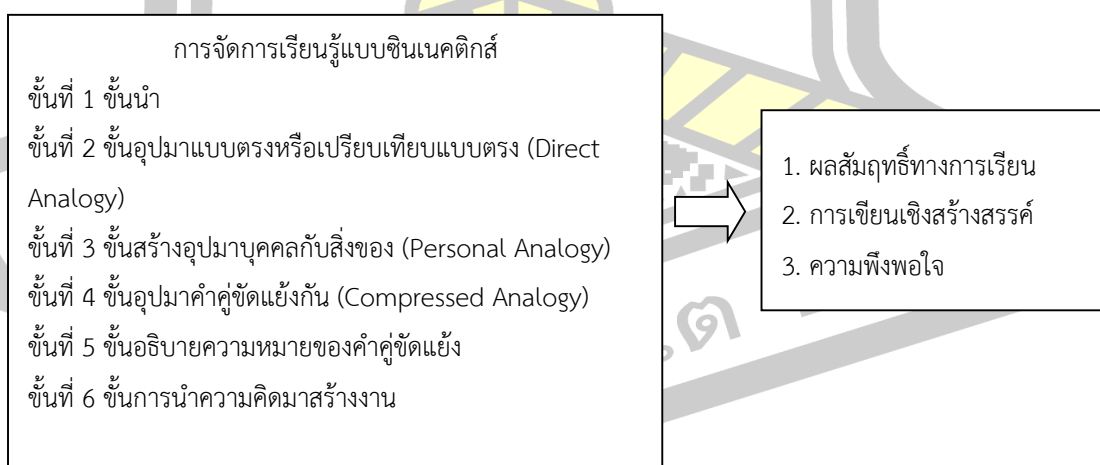 การจัดการเรียนรู้แบบซินเนคติกส์
ขั้นที่ 1 ขั้นนำ
ขั้นที่ 2 ขั้นอุปมาแบบตรงหรือเปรียบเทียบแบบตรง (Direct
Analogy)
ขั้นที่ 3 ขั้นสร้างอุปมาบุคคลกับสิ่งของ (Personal Analogy)
ขั้นที่ 4 ขั้นอุปมาคำคู่ขัดแย้งกัน (Compressed Analogy)
ขั้นที่ 5 ขั้นอธิบายความหมายของคำคู่ขัดแย้ง
ขั้นที่ 6 ขั้นการนำความคิดมาสร้างงาน
1. ผลสัมฤทธิ์ทางการเรียน
2. การเขียนเชิงสร้างสรรค์
3. ความพึงพอใจ